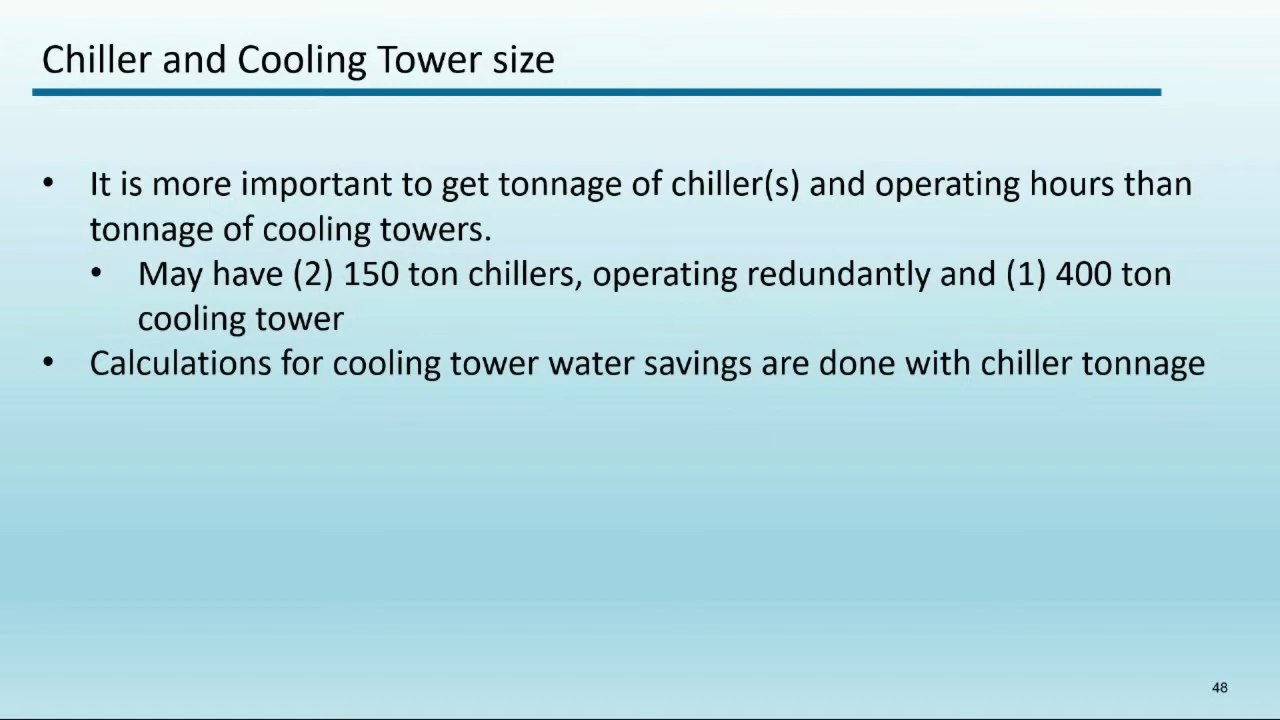 Chiller and Cooling Tower size
• It is more important to get tonnage of chiller(s) and operating hours than
tonnage of cooling towers.
• May have (2) 150 ton chillers, operating redundantly and (1) 400 ton
cooling tower
• Calculations for cooling tower water savings are done with chiller tonnage
48